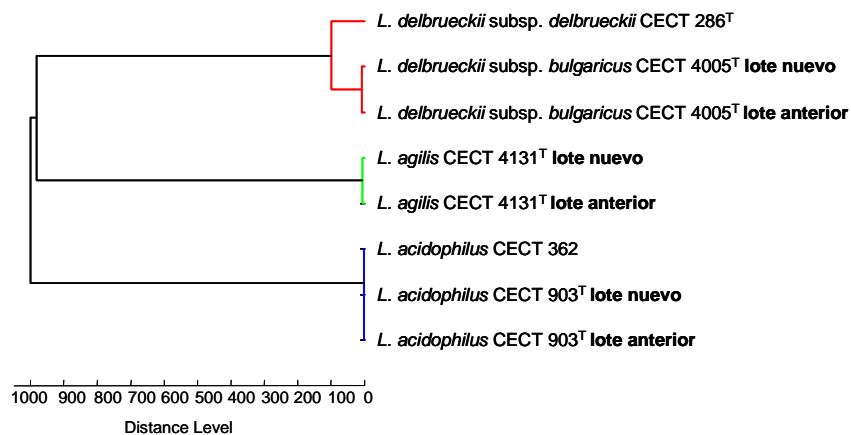 L. delbrueckii subsp. delbrueckii CECT 286ᵀ
L. delbrueckii subsp. bulgaricus CECT 4005ᵀ lote nuevo
L. delbrueckii subsp. bulgaricus CECT 4005ᵀ lote anterior
L. agilis CECT 4131ᵀ lote nuevo
L. agilis CECT 4131ᵀ lote anterior
L. acidophilus CECT 362
L. acidophilus CECT 903ᵀ lote nuevo
L. acidophilus CECT 903ᵀ lote anterior
1000 900 800 700 600 500 400 300 200 100 0
Distance Level